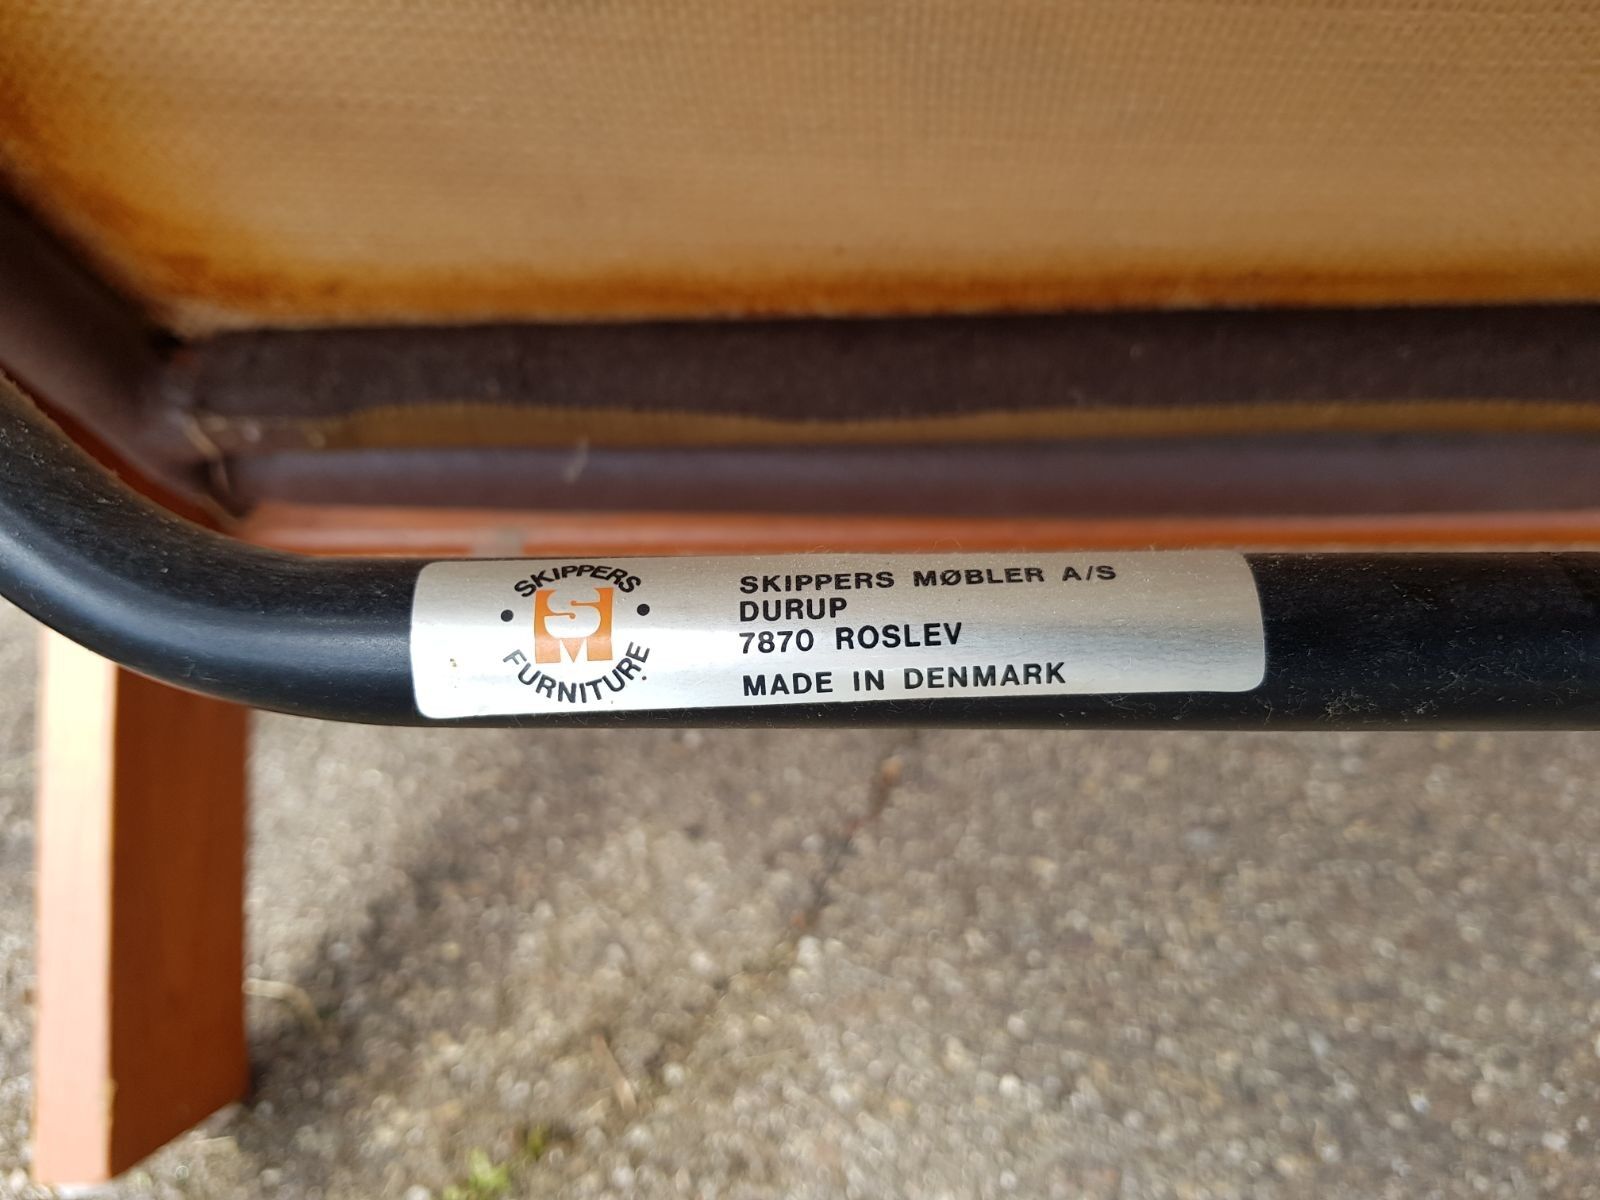 SKIPPERS
SM
FURNITURE
SKIPPERS MØBLER A/S
DURUP
7870 ROSLEV
MADE IN DENMARK